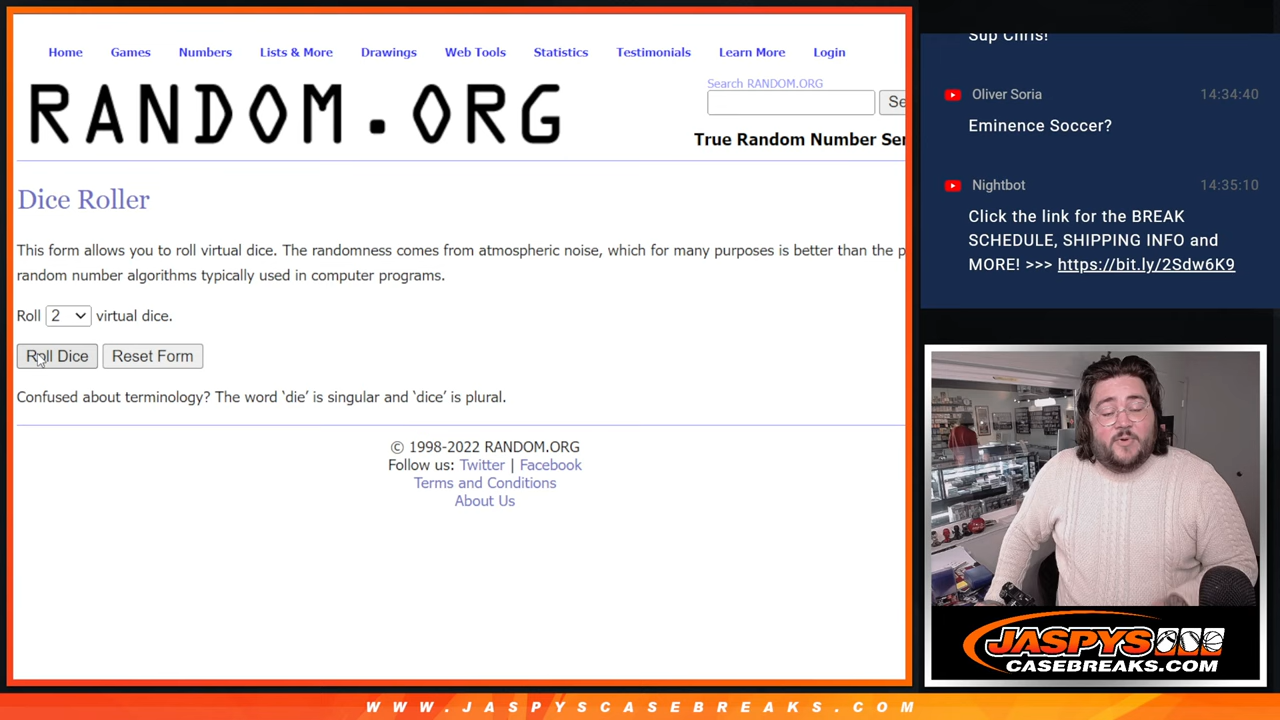 Home Games Numbers Lists & More Drawings Web Tools Statistics Testimonials Learn More Login
RANDOM.ORG
Search RANDOM.ORG
Se
True Random Number Ser
Dice Roller
This form allows you to roll virtual dice. The randomness comes from atmospheric noise, which for many purposes is better than the p
random number algorithms typically used in computer programs.
Roll 2 virtual dice.
Roll Dice Reset Form
Confused about terminology? The word ‘die’ is singular and ‘dice’ is plural.
© 1998-2022 RANDOM.ORG
Follow us: Twitter | Facebook
Terms and Conditions
About Us
Sup Chris!
Oliver Soria 14:34:40
Eminence Soccer?
Nightbot 14:35:10
Click the link for the BREAK
SCHEDULE, SHIPPING INFO and
MORE! >>> https://bit.ly/2Sdw6K9
JASPYS
CASEBREAKS.COM
WWW.JASPYSCASEBREAKS.COM